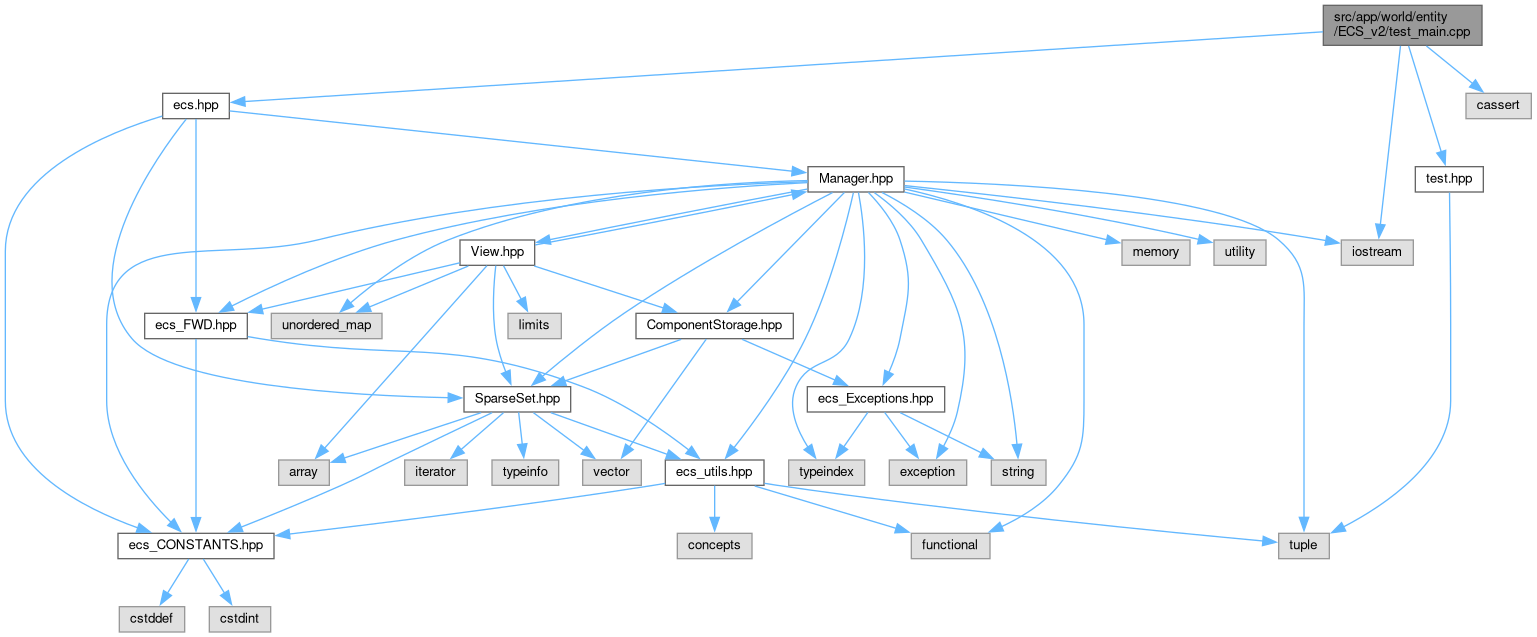 src/app/world/entity
/ECS_v2/test_main.cpp
ecs.hpp
cassert
Manager.hpp
test.hpp
View.hpp
memory
utility
iostream
ecs_FWD.hpp
unordered_map
limits
ComponentStorage.hpp
SparseSet.hpp
ecs_Exceptions.hpp
array
iterator
typeinfo
vector
ecs_utils.hpp
typeindex
exception
string
ecs_CONSTANTS.hpp
concepts
functional
tuple
cstddef
cstdint